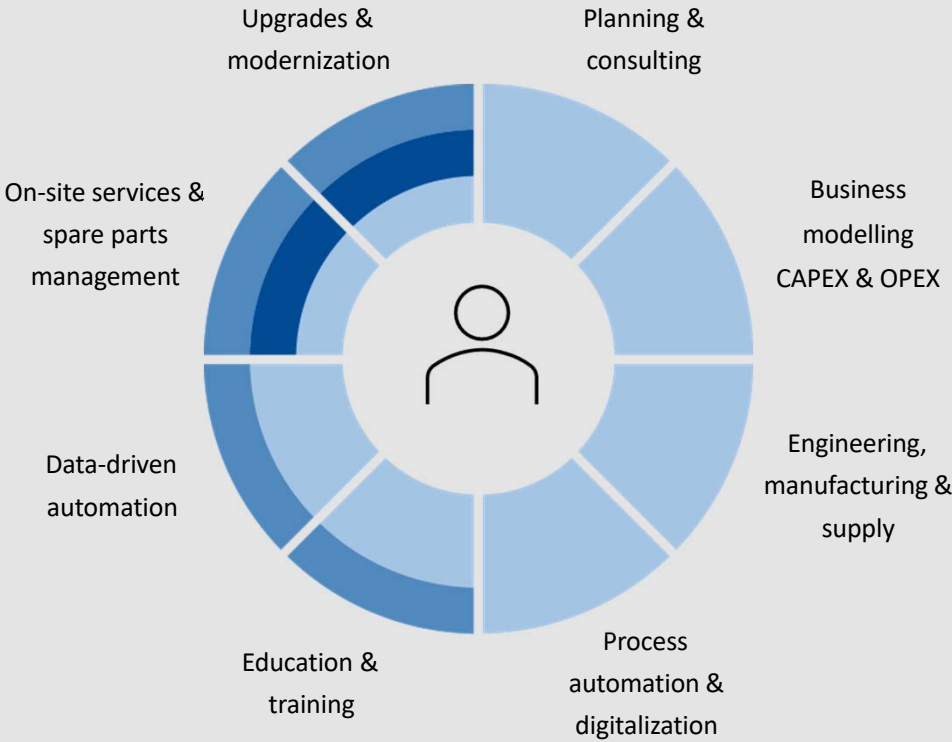 Upgrades &
modernization
Planning &
consulting
On-site services &
spare parts
management
Business
modelling
CAPEX & OPEX
Data-driven
automation
Engineering,
manufacturing &
supply
Education &
training
Process
automation &
digitalization